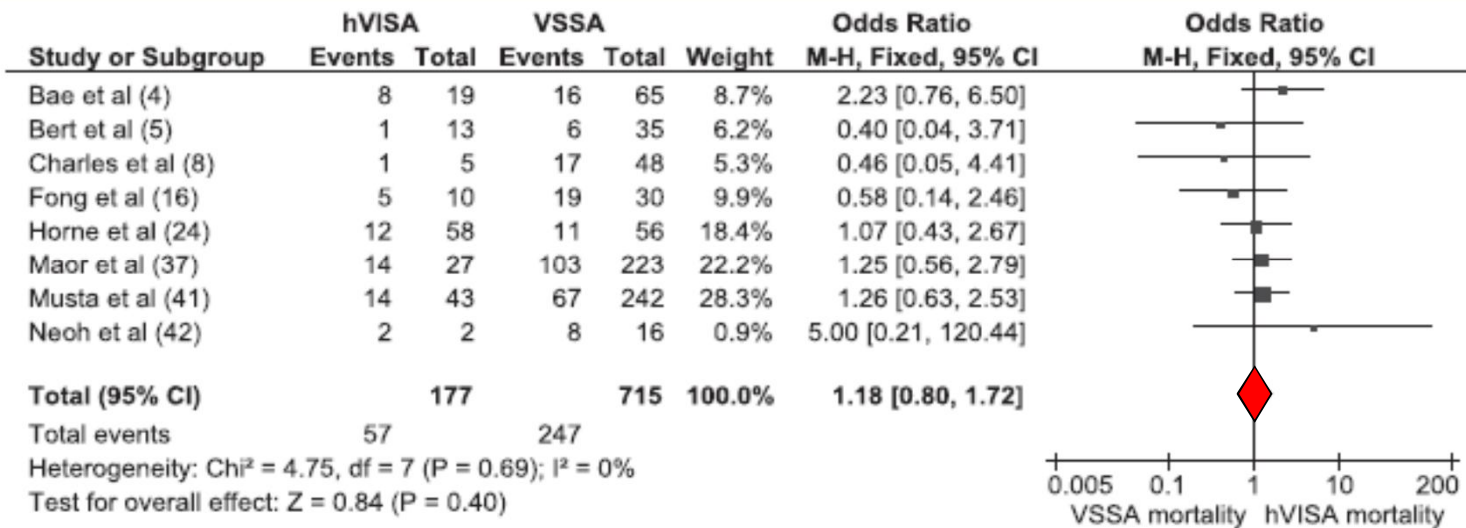 hVISA VSSA Odds Ratio Odds Ratio
Study or Subgroup Events Total Events Total Weight M-H, Fixed, 95% CI M-H, Fixed, 95% CI
Bae et al (4) 8 19 16 65 8.7% 2.23 [0.76, 6.50]
Bert et al (5) 1 13 6 35 6.2% 0.40 [0.04, 3.71]
Charles et al (8) 1 5 17 48 5.3% 0.46 [0.05, 4.41]
Fong et al (16) 5 10 19 30 9.9% 0.58 [0.14, 2.46]
Horne et al (24) 12 58 11 56 18.4% 1.07 [0.43, 2.67]
Maor et al (37) 14 27 103 223 22.2% 1.25 [0.56, 2.79]
Musta et al (41) 14 43 67 242 28.3% 1.26 [0.63, 2.53]
Neoh et al (42) 2 2 8 16 0.9% 5.00 [0.21, 120.44]
Total (95% CI) 177 715 100.0% 1.18 [0.80, 1.72]
Total events 57 247
Heterogeneity: Chi² = 4.75, df = 7 (P = 0.69); I² = 0%
Test for overall effect: Z = 0.84 (P = 0.40)
0.005 0.1 1 10 200
VSSA mortality hVISA mortality